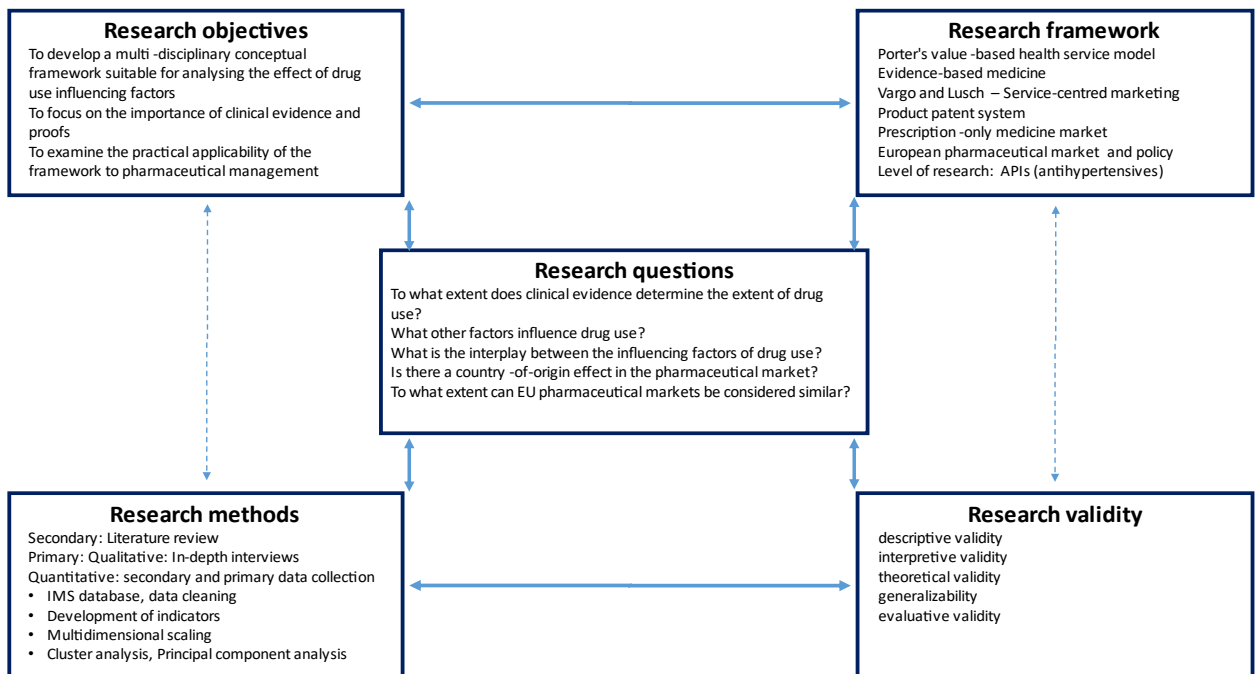 Research objectives
To develop a multi -disciplinary conceptual
framework suitable for analysing the effect of drug
use influencing factors
To focus on the importance of clinical evidence and
proofs
To examine the practical applicability of the
framework to pharmaceutical management
Research framework
Porter's value -based health service model
Evidence-based medicine
Vargo and Lusch – Service-centred marketing
Product patent system
Prescription -only medicine market
European pharmaceutical market and policy
Level of research: APIs (antihypertensives)
Research questions
To what extent does clinical evidence determine the extent of drug
use?
What other factors influence drug use?
What is the interplay between the influencing factors of drug use?
Is there a country -of-origin effect in the pharmaceutical market?
To what extent can EU pharmaceutical markets be considered similar?
Research methods
Secondary: Literature review
Primary: Qualitative: In-depth interviews
Quantitative: secondary and primary data collection
• IMS database, data cleaning
• Development of indicators
• Multidimensional scaling
• Cluster analysis, Principal component analysis
Research validity
descriptive validity
interpretive validity
theoretical validity
generalizability
evaluative validity